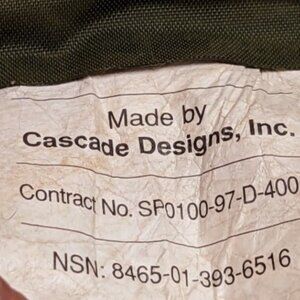 Made by
Cascade Designs, Inc.
Contract No. SP0100-97-D-400
NSN: 8465-01-393-6516